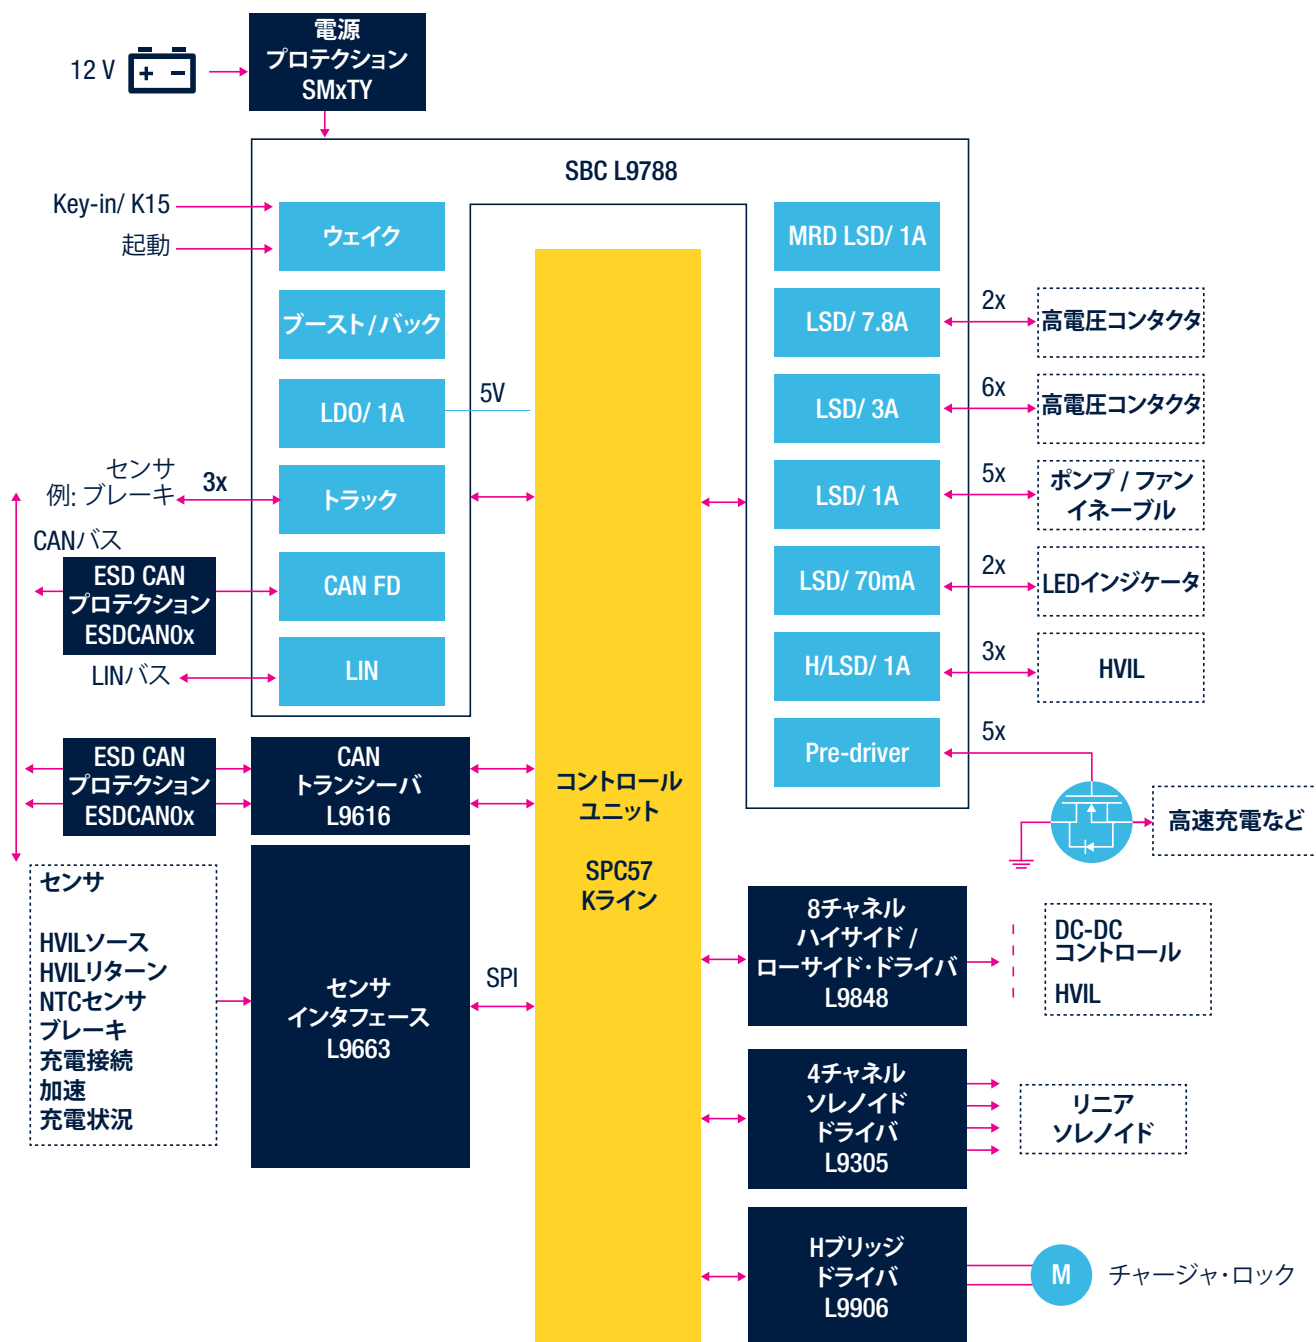 12 V
電源
プロテクション
SMxTY
SBC L9788
Key-in/ K15
起動
ウェイク
ブースト / バック
LDO/ 1A
5V
センサ
例: ブレーキ
3x
トラック
CANバス
ESD CAN
プロテクション
ESDCAN0x
CAN FD
LINバス
LIN
MRD LSD/ 1A
LSD/ 7.8A
2x
高電圧コンタクタ
LSD/ 3A
6x
高電圧コンタクタ
LSD/ 1A
5x
ポンプ / ファン
イネーブル
LSD/ 70mA
2x
LEDインジケータ
H/LSD/ 1A
3x
HVIL
Pre-driver
5x
高速充電など
ESD CAN
プロテクション
ESDCAN0x
CAN
トランシーバ
L9616
コントロール
ユニット
SPC57
Kライン
センサ
HVILソース
HVILリターン
NTCセンサ
ブレーキ
充電接続
加速
充電状況
センサ
インタフェース
L9663
SPI
8チャネル
ハイサイド /
ローサイド・ドライバ
L9848
DC-DC
コントロール
HVIL
4チャネル
ソレノイド
ドライバ
L9305
リニア
ソレノイド
Hブリッジ
ドライバ
L9906
M
チャージャ・ロック